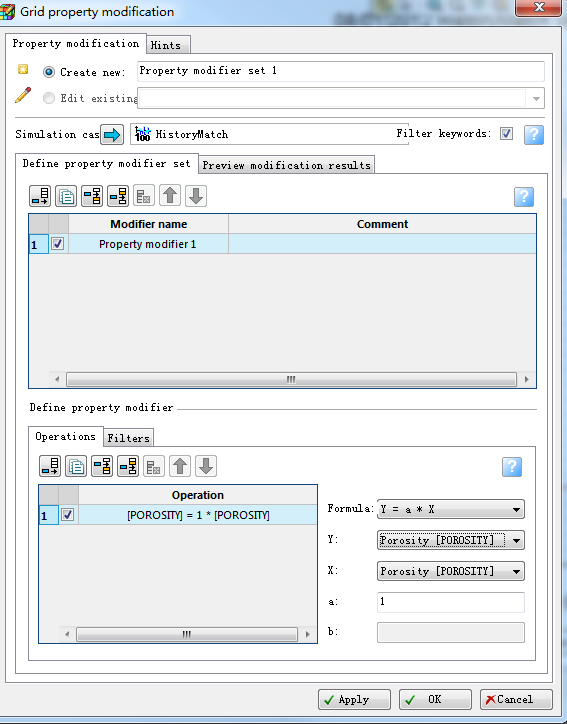 Grid property modification
Property modification Hints
Create new: Property modifier set 1
Edit existing
Simulation cas HistoryMatch Filter keywords:
Define property modifier set Preview modification results
Modifier name Comment
1 Property modifier 1
Define property modifier
Operations Filters
Operation
1 [POROSITY] = 1 * [POROSITY]
Formula: Y = a * X
Y: Porosity [POROSITY]
X: Porosity [POROSITY]
a: 1
b:
Apply OK Cancel